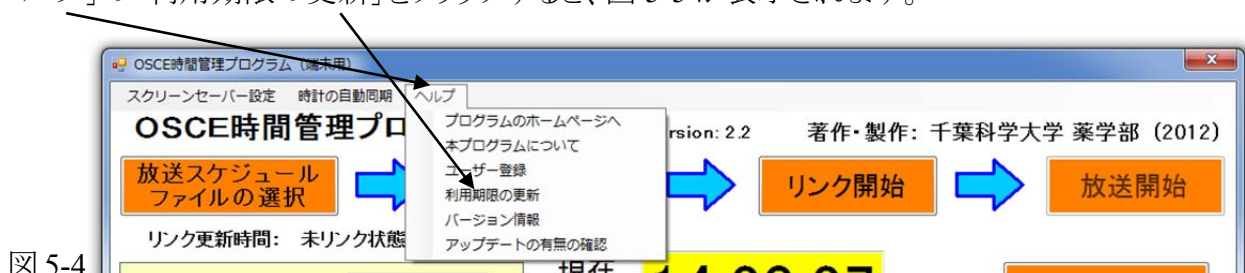 」の「利用期限の更新」をクリックすると、図 5-5 が表示されます。
OSCE時間管理プログラム（端末用）
スクリーンセーバー設定 時計の自動同期 ヘルプ
OSCE時間管理プロ rsion: 2.2 著作・製作: 千葉科学大学 薬学部 (2012)
プログラムのホームページへ
本プログラムについて
ユーザー登録
利用期限の更新
バージョン情報
アップデートの有無の確認
放送スケジュール
ファイルの選択
リンク開始
放送開始
リンク更新時間: 未リンク状態
図 5-4
現在